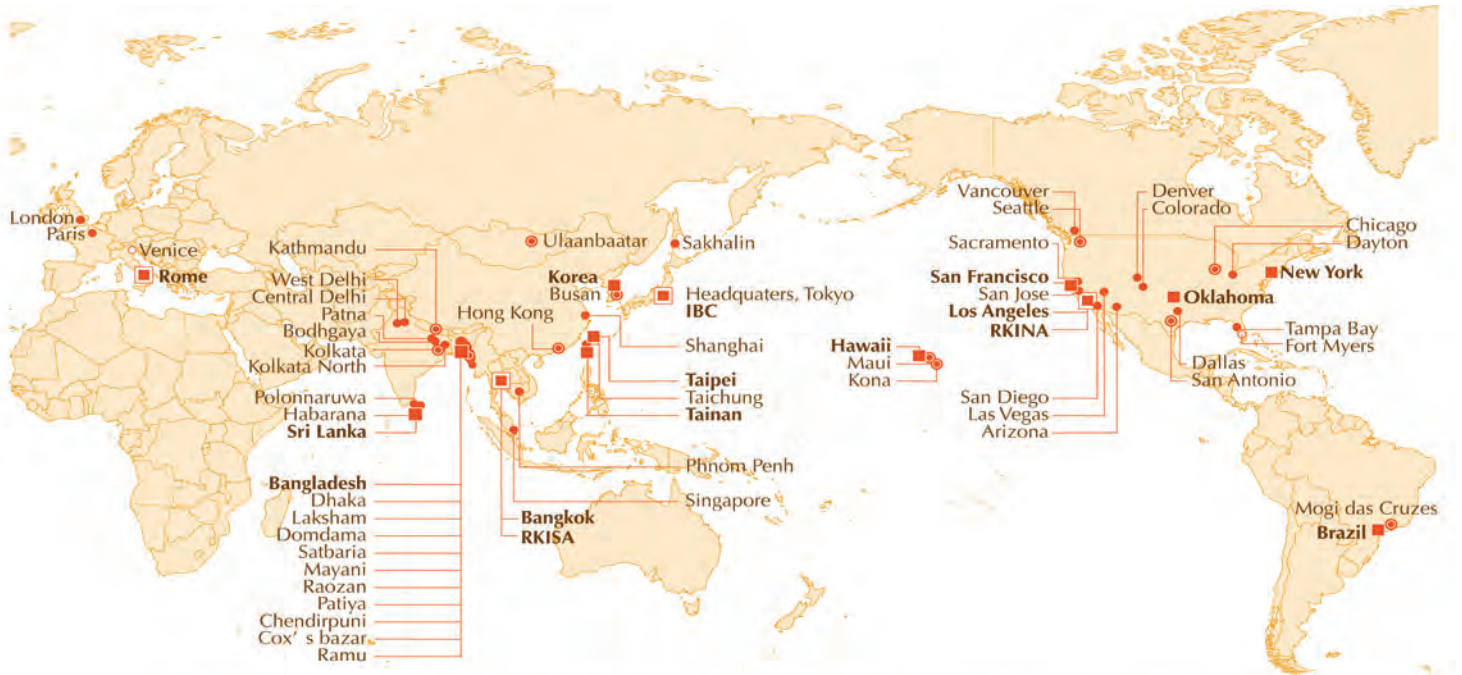 London
Paris
Venice
Rome
Kathmandu
West Delhi
Central Delhi
Patna
Bodhgaya
Kolkata
Kolkata North
Polonnaruwa
Habarana
Sri Lanka
Bangladesh
Dhaka
Laksham
Domdama
Satbaria
Mayani
Raozan
Patiya
Chendirpuni
Cox’ s bazar
Ramu
Ulaanbaatar
Sakhalin
Korea
Busan
Headquaters, Tokyo
IBC
Hong Kong
Shanghai
Taipei
Taichung
Tainan
Phnom Penh
Singapore
Bangkok
RKISA
Hawaii
Maui
Kona
Vancouver
Seattle
Sacramento
San Francisco
San Jose
Los Angeles
RKINA
San Diego
Las Vegas
Arizona
Denver
Colorado
Chicago
Dayton
New York
Oklahoma
Tampa Bay
Fort Myers
Dallas
San Antonio
Mogi das Cruzes
Brazil